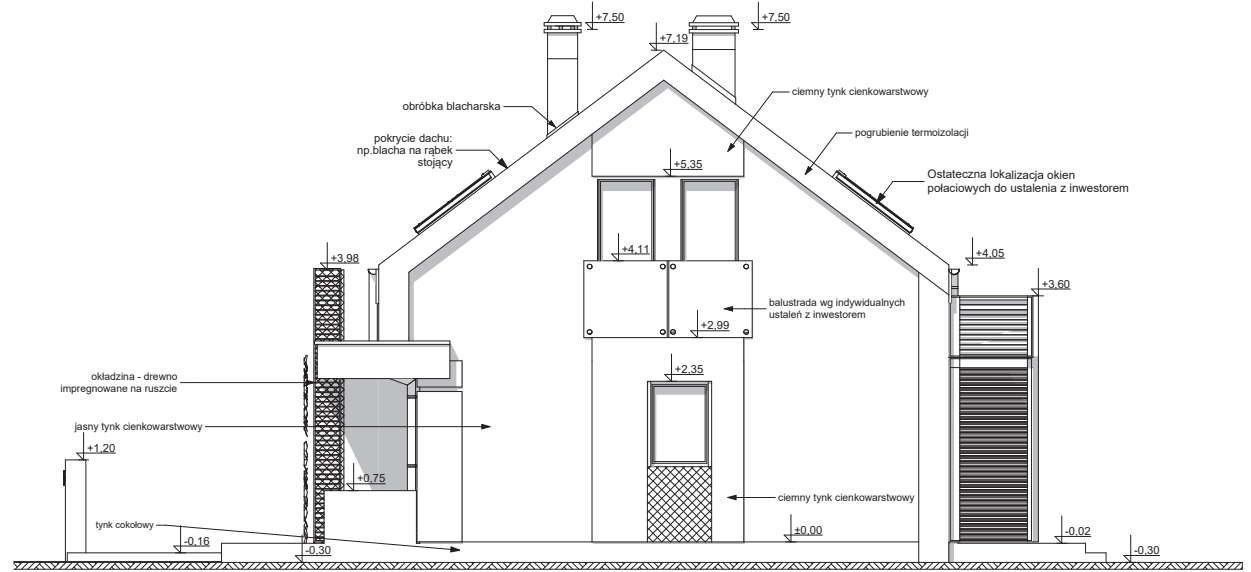 +7,50
+7,50
+7,19
ciemny tynk cienkowarstwowy
obróbka blacharska
pokrycie dachu:
np.blacha na rąbek
stojący
pogrubienie termoizolacji
+5,35
Ostateczna lokalizacja okien
połaciowych do ustalenia z inwestorem
+4,11
+3,98
+4,05
+3.60
balustrada wg indywidualnych
ustaleń z inwestorem
+2,99
+2,35
okładzina - drewno
impregnowane na ruszcie
jasny tynk cienkowarstwowy
+1,20
+0,75
ciemny tynk cienkowarstwowy
tynk cokołowy
±0.00
-0,02
-0,16
-0,30
-0,30